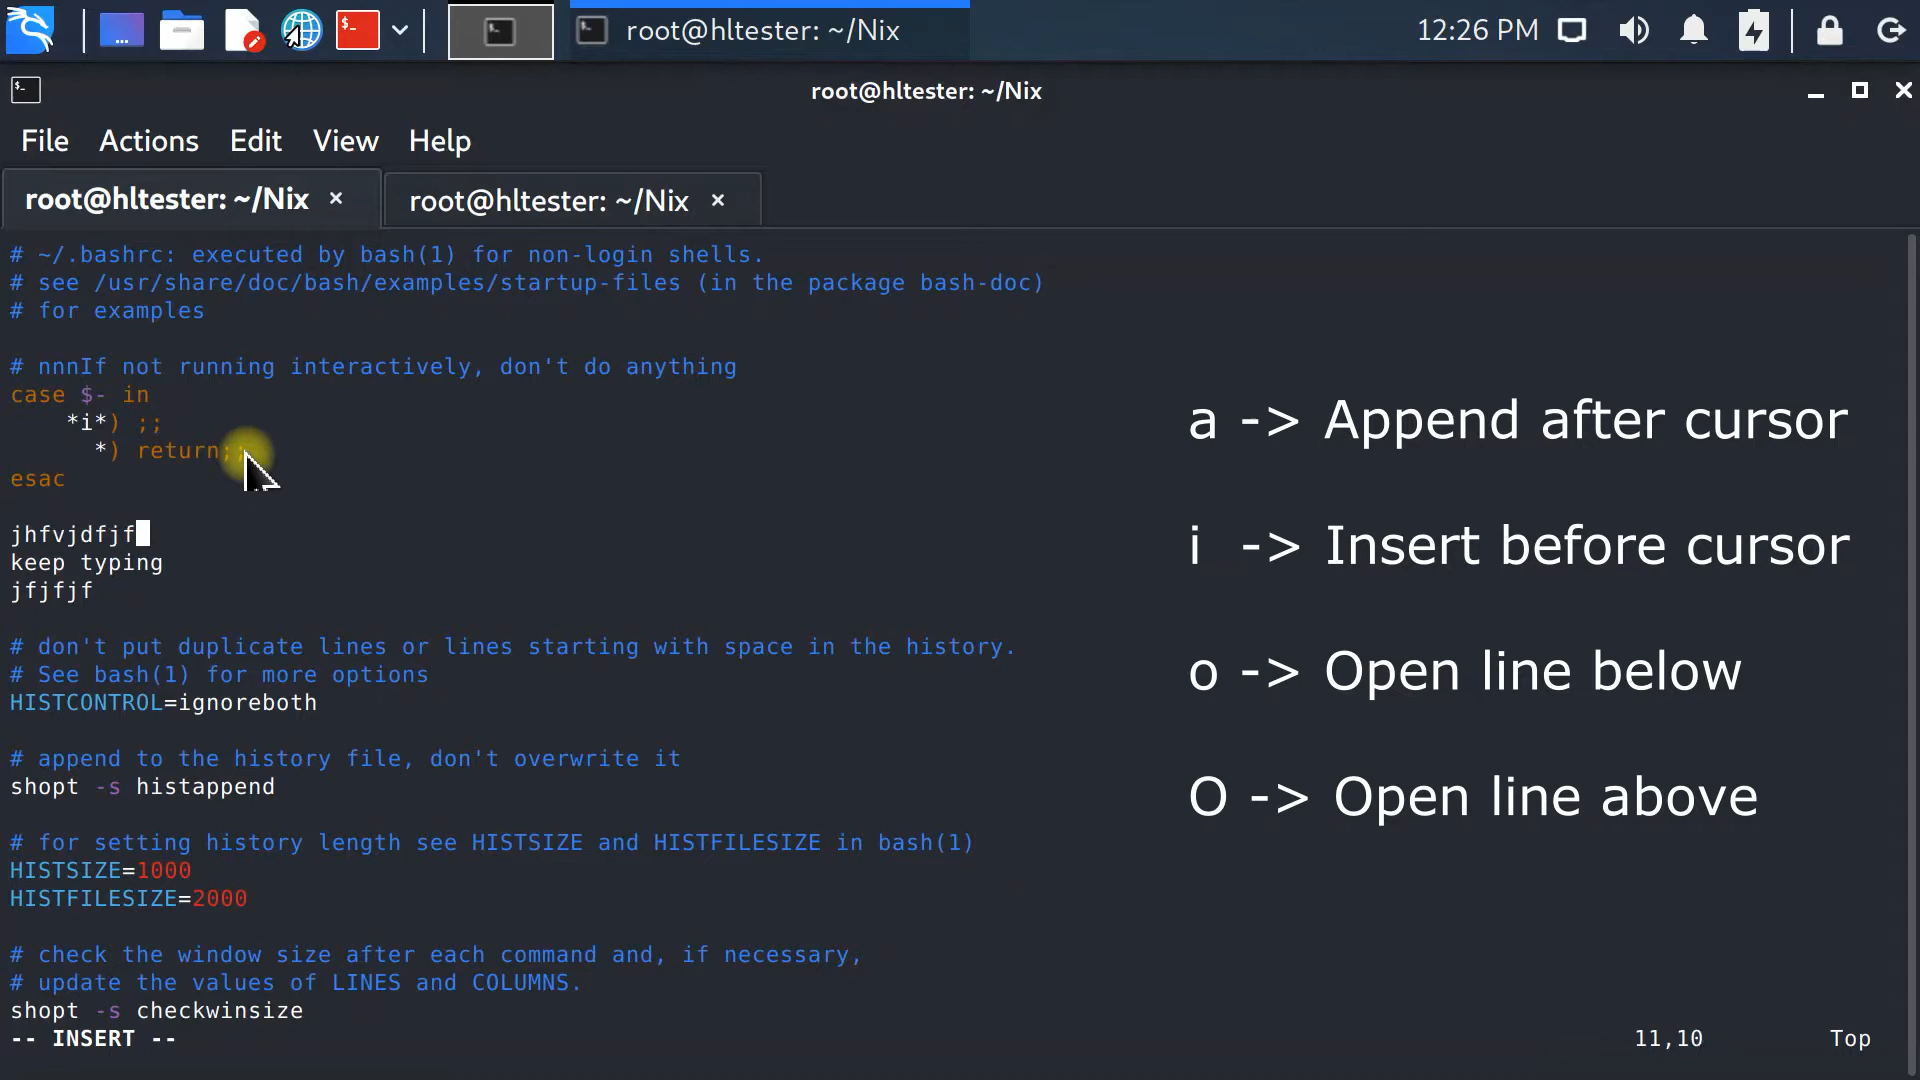 root@hltester: ~/Nix
12:26 PM
root@hltester: ~/Nix
File Actions Edit View Help
root@hltester: ~/Nix × root@hltester: ~/Nix ×
# ~/.bashrc: executed by bash(1) for non-login shells.
# see /usr/share/doc/bash/examples/startup-files (in the package bash-doc)
# for examples
# nnnIf not running interactively, don't do anything
case $- in
    *i*) ;;
      *) return;;
esac
jhfvjdfjf
keep typing
jfjfjf
# don't put duplicate lines or lines starting with space in the history.
# See bash(1) for more options
HISTCONTROL=ignoreboth
# append to the history file, don't overwrite it
shopt -s histappend
# for setting history length see HISTSIZE and HISTFILESIZE in bash(1)
HISTSIZE=1000
HISTFILESIZE=2000
# check the window size after each command and, if necessary,
# update the values of LINES and COLUMNS.
shopt -s checkwinsize
-- INSERT -- 11,10 Top
a -> Append after cursor
i -> Insert before cursor
o -> Open line below
O -> Open line above